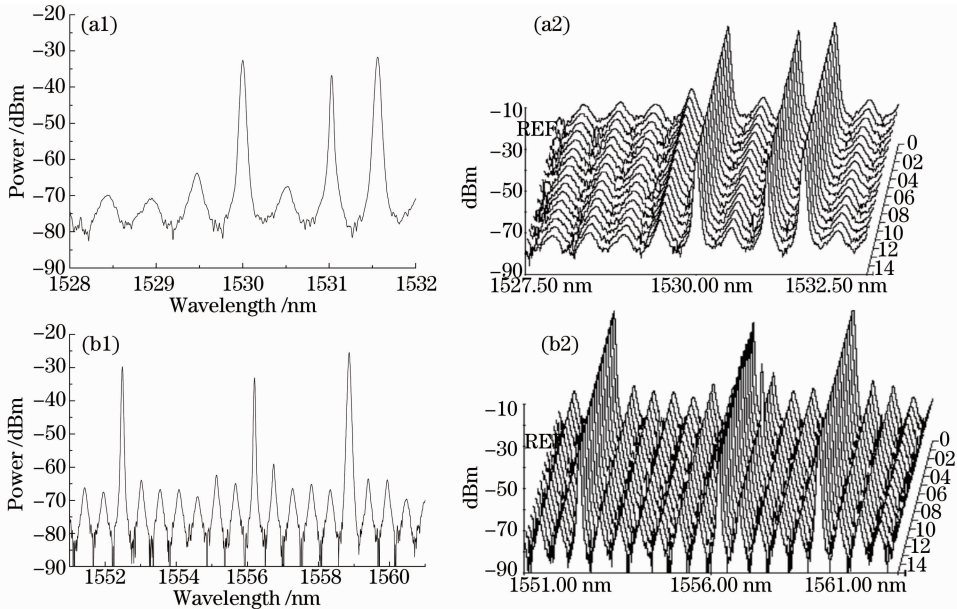 (a1)
−20
−30
−40
−50
−60
−70
−80
−90
Power /dBm
1528
1529
1530
1531
1532
Wavelength /nm
(a2)
−10
REF
−30
−50
−70
−90
dBm
1527.50 nm
1530.00 nm
1532.50 nm
0
02
04
06
08
10
12
14
(b1)
−20
−30
−40
−50
−60
−70
−80
−90
Power /dBm
1552
1554
1556
1558
1560
Wavelength /nm
(b2)
−10
REF
−30
−50
−70
−90
dBm
1551.00 nm
1556.00 nm
1561.00 nm
0
02
04
06
08
10
12
14